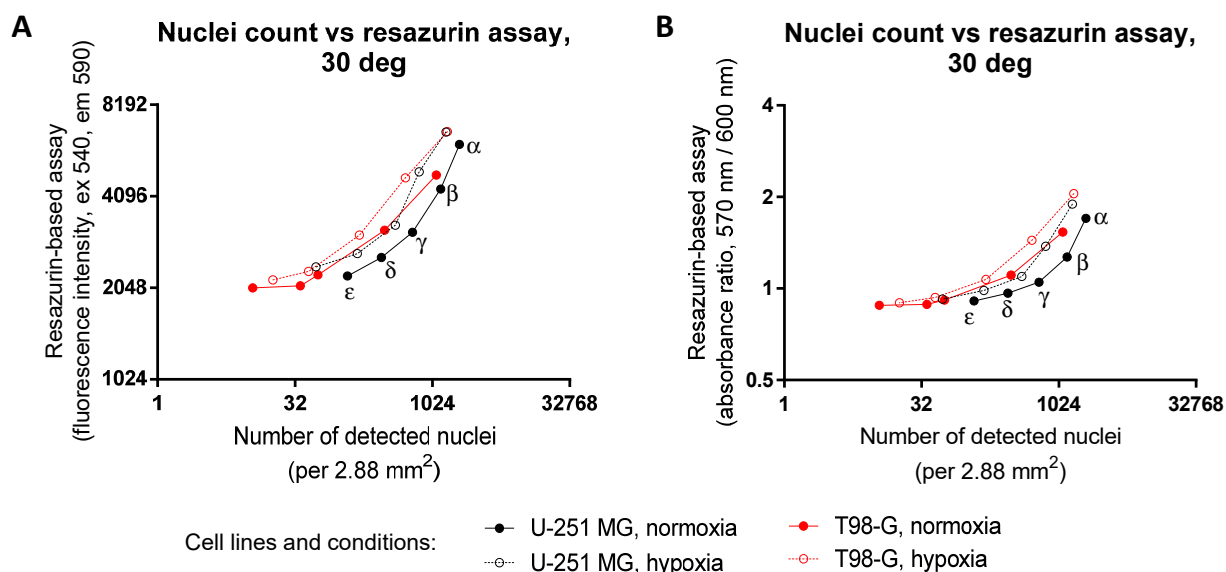 A
Nuclei count vs resazurin assay,
30 deg
Resazurin-based assay
(fluorescence intensity, ex 540, em 590)
8192
4096
2048
1024
α
β
γ
δ
ε
1 32 1024 32768
Number of detected nuclei
(per 2.88 mm²)
B
Nuclei count vs resazurin assay,
30 deg
Resazurin-based assay
(absorbance ratio, 570 nm / 600 nm)
4
2
1
0.5
α
β
γ
δ
ε
1 32 1024 32768
Number of detected nuclei
(per 2.88 mm²)
Cell lines and conditions:
U-251 MG, normoxia
U-251 MG, hypoxia
T98-G, normoxia
T98-G, hypoxia